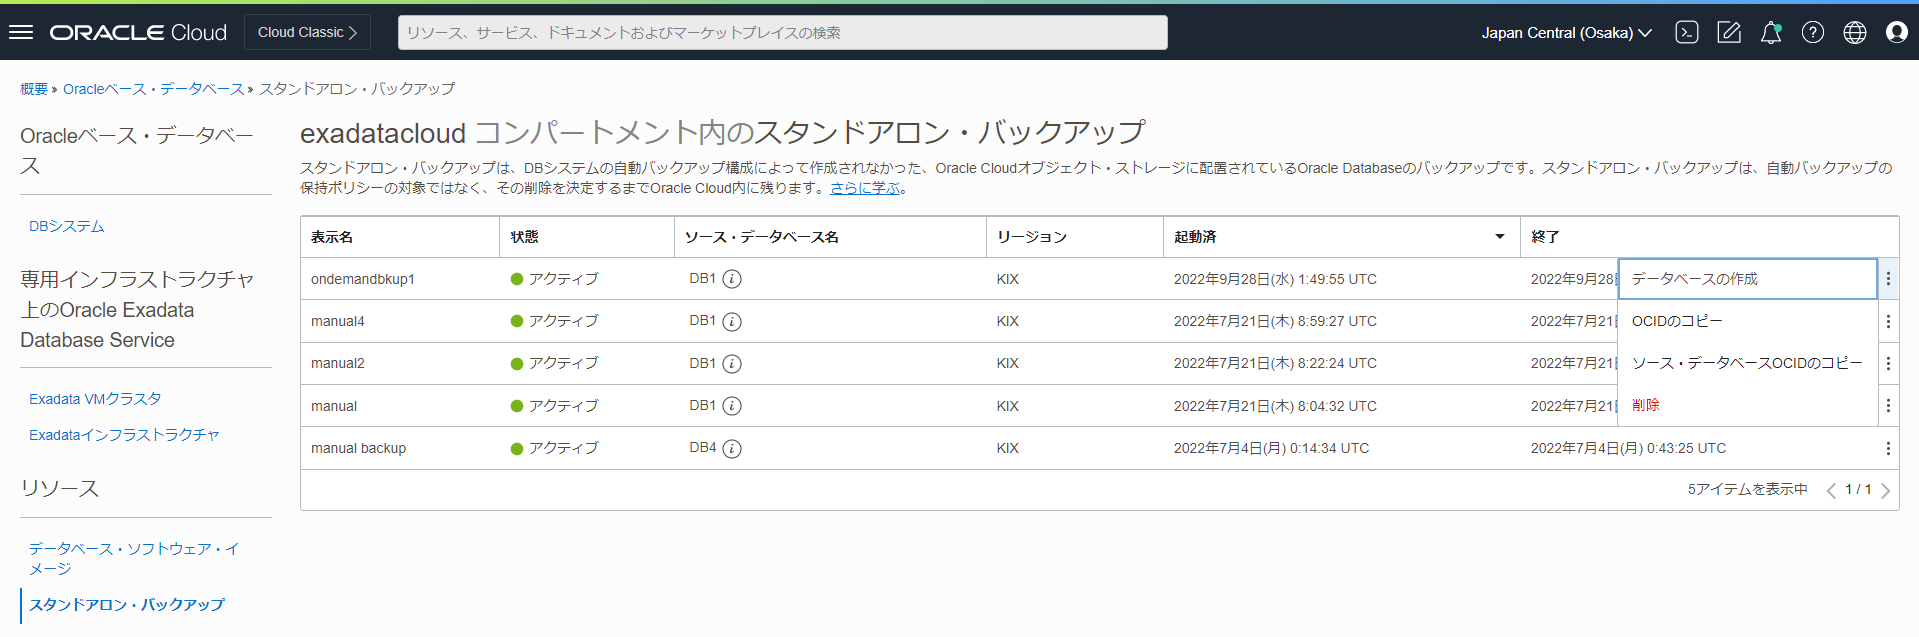 ORACLE Cloud
Cloud Classic
リソース、サービス、ドキュメントおよびマーケットプレイスの検索
Japan Central (Osaka)
概要 » Oracleベース・データベース » スタンドアロン・バックアップ
Oracleベース・データベー
ス
DBシステム
専用インフラストラクチャ
上のOracle Exadata
Database Service
Exadata VMクラスタ
Exadataインフラストラクチャ
リソース
データベース・ソフトウェア・イ
メージ
スタンドアロン・バックアップ
exadatacloud コンパートメント内のスタンドアロン・バックアップ
スタンドアロン・バックアップは、DBシステムの自動バックアップ構成によって作成されなかった、Oracle Cloudオブジェクト・ストレージに配置されているOracle Databaseのバックアップです。スタンドアロン・バックアップは、自動バックアップの
保持ポリシーの対象ではなく、その削除を決定するまでOracle Cloud内に残ります。さらに学ぶ。
表示名 状態 ソース・データベース名 リージョン 起動済 終了
ondemandbkup1 アクティブ DB1 KIX 2022年9月28日(水) 1:49:55 UTC 2022年9月28 データベースの作成
manual4 アクティブ DB1 KIX 2022年7月21日(木) 8:59:27 UTC 2022年7月21 OCIDのコピー
manual2 アクティブ DB1 KIX 2022年7月21日(木) 8:22:24 UTC 2022年7月21 ソース・データベースOCIDのコピー
manual アクティブ DB1 KIX 2022年7月21日(木) 8:04:32 UTC 2022年7月21 削除
manual backup アクティブ DB4 KIX 2022年7月4日(月) 0:14:34 UTC 2022年7月4日(月) 0:43:25 UTC
5アイテムを表示中 1 / 1